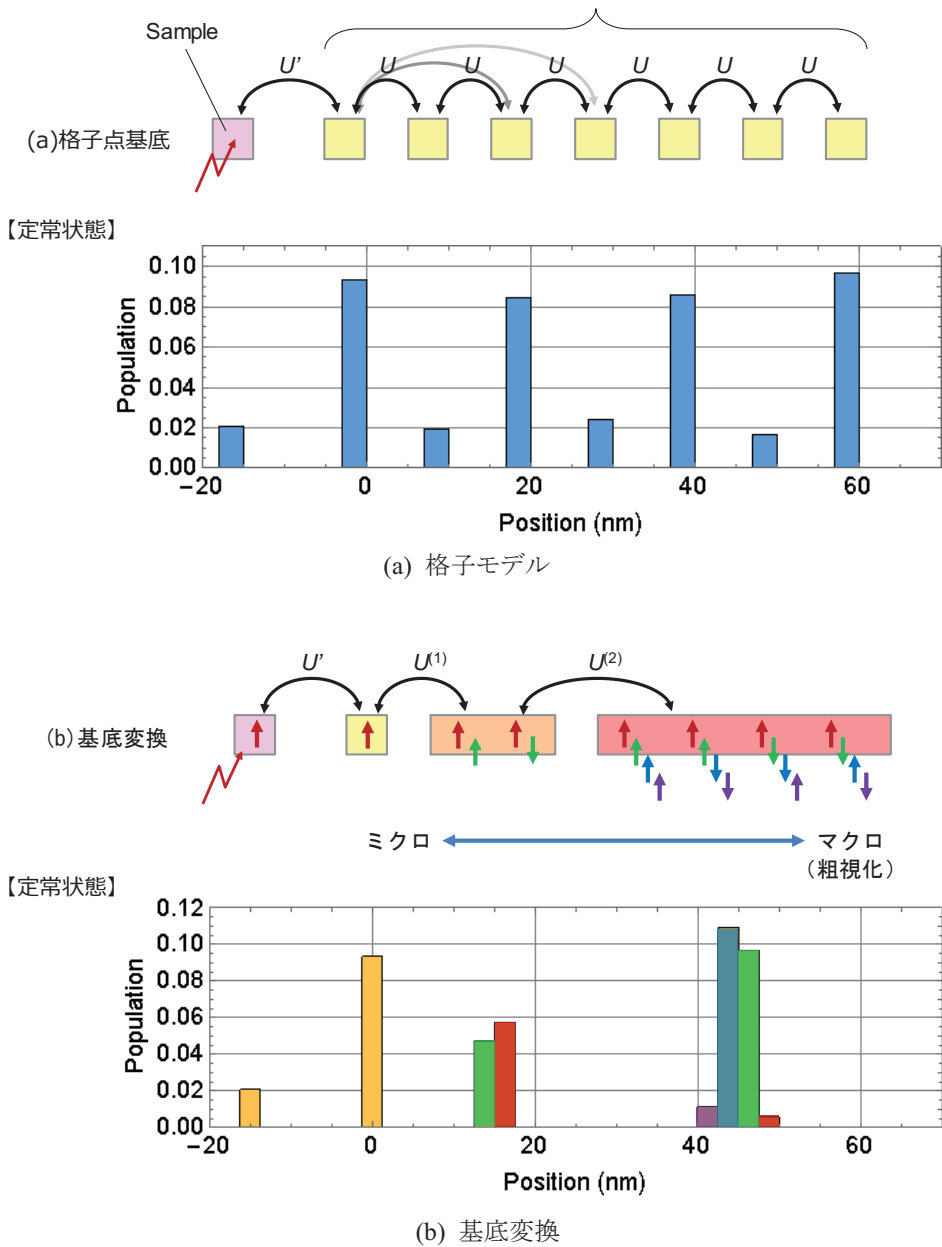 Sample
U' U U U U U U
(a)格子点基底
【定常状態】
0.10
0.08
0.06
0.04
0.02
0.00
Population
−20 0 20 40 60
Position (nm)
(a) 格子モデル
U' U(1) U(2)
(b)基底変換
ミクロ マクロ
(粗視化)
【定常状態】
0.12
0.10
0.08
0.06
0.04
0.02
0.00
Population
−20 0 20 40 60
Position (nm)
(b) 基底変換